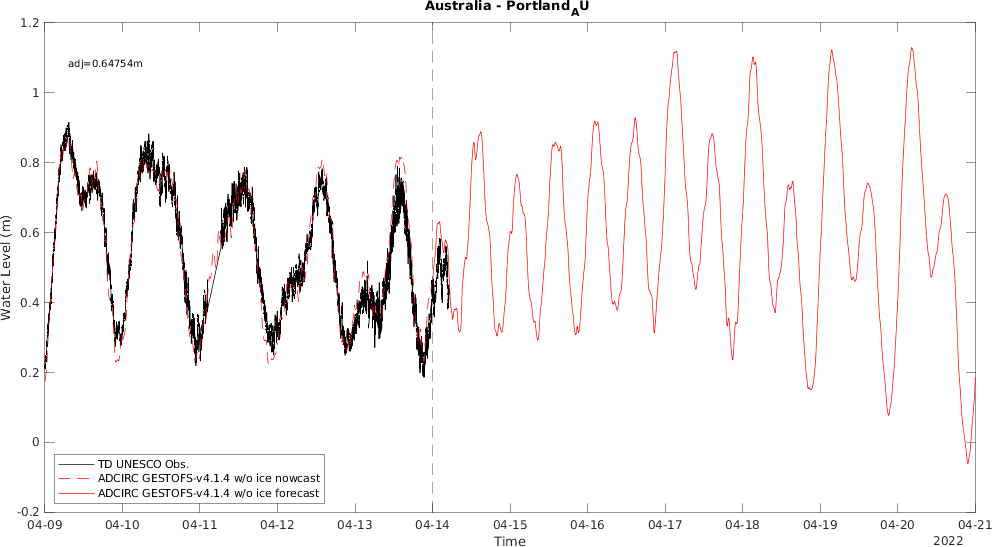 Australia - Portland_AU
adj=0.64754m
1.2
1
0.8
0.6
0.4
0.2
0
-0.2
Water Level (m)
TD UNESCO Obs.
ADCIRC GESTOFS-v4.1.4 w/o ice nowcast
ADCIRC GESTOFS-v4.1.4 w/o ice forecast
04-09 04-10 04-11 04-12 04-13 04-14 04-15 04-16 04-17 04-18 04-19 04-20 04-21
Time
2022